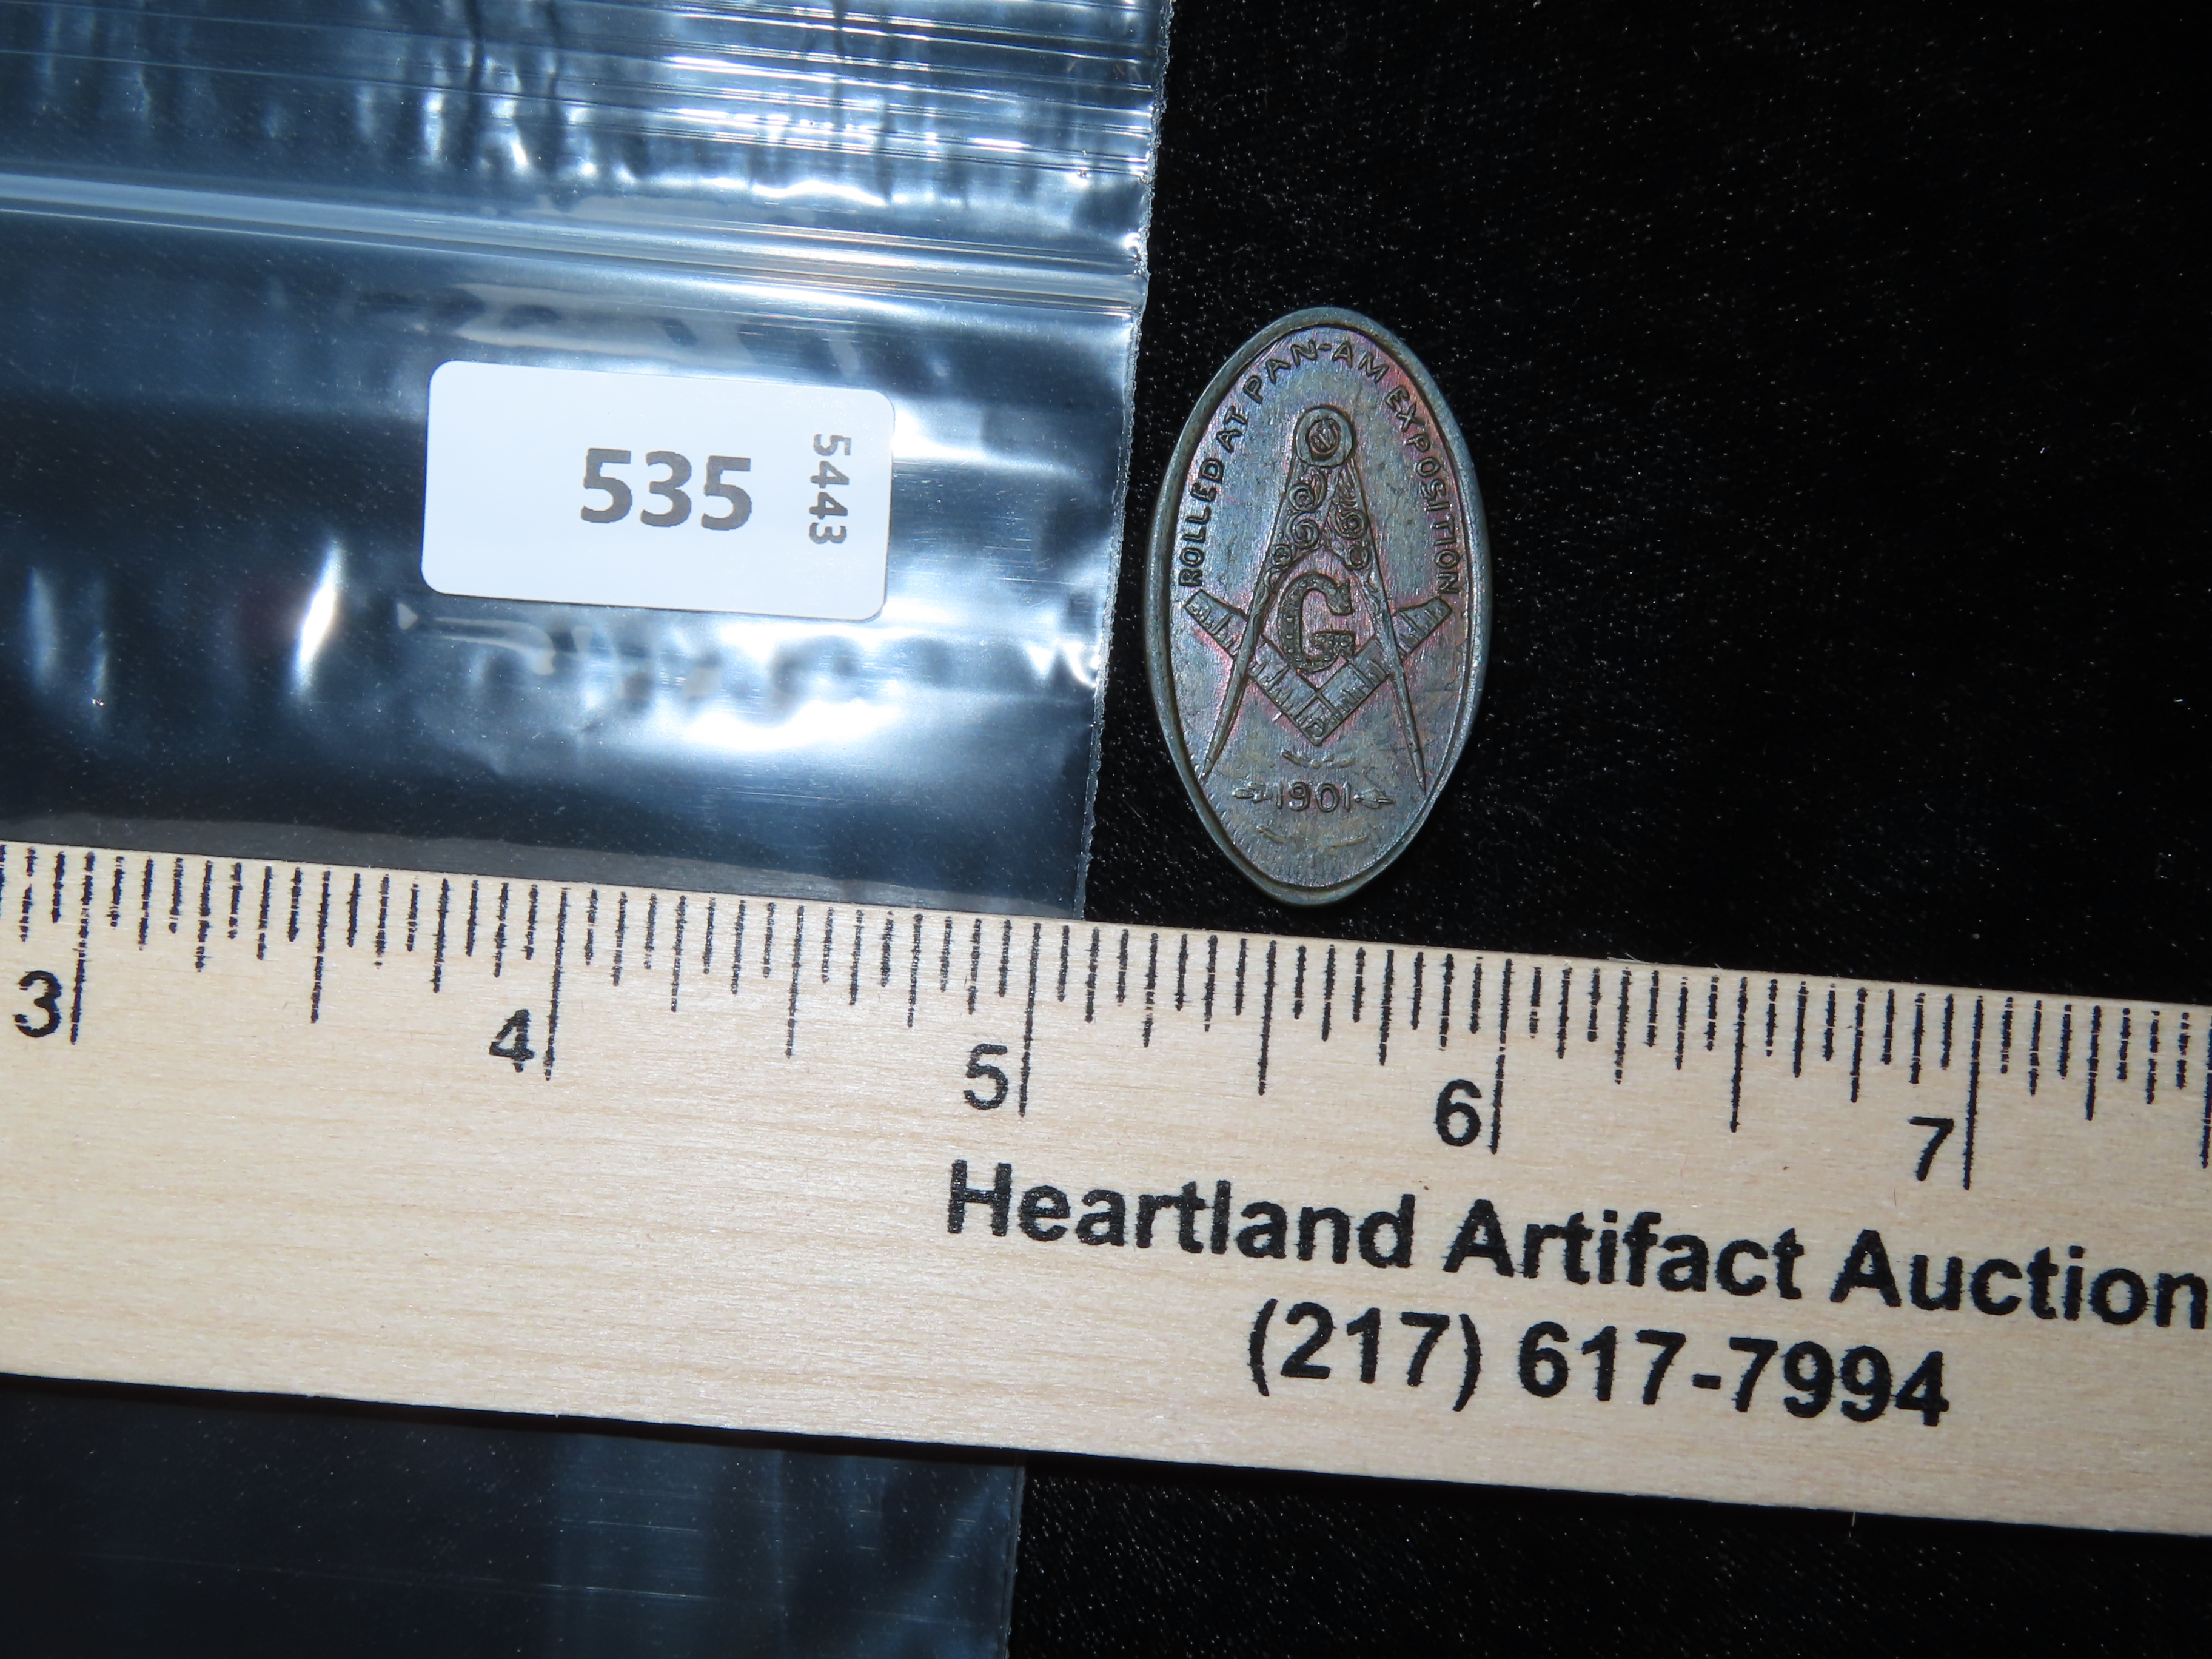 535
5443
ROLLED AT PAN-AM EXPOSITION
G
1901
3 4 5 6 7
Heartland Artifact Auction
(217) 617-7994